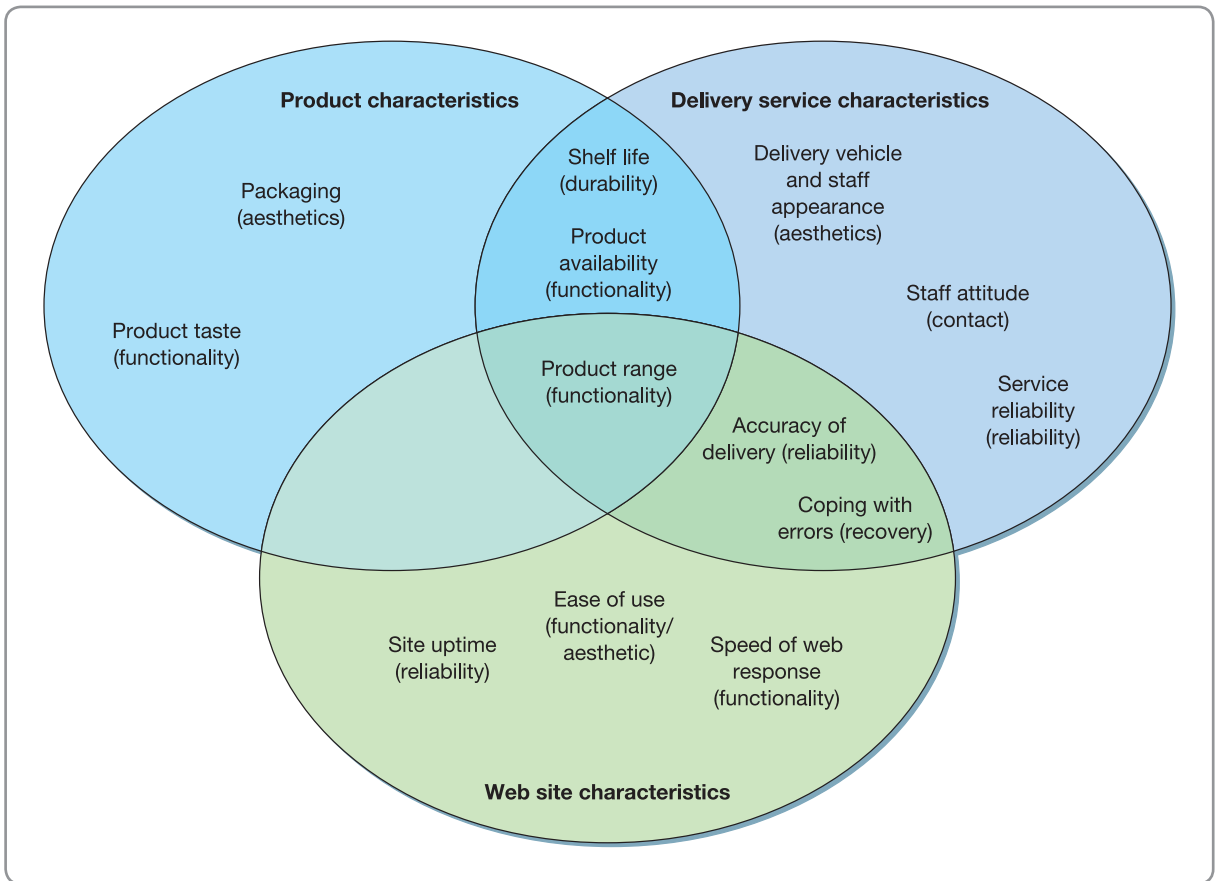 Product characteristics
Delivery service characteristics
Packaging
(aesthetics)
Product taste
(functionality)
Shelf life
(durability)
Product
availability
(functionality)
Product range
(functionality)
Delivery vehicle
and staff
appearance
(aesthetics)
Staff attitude
(contact)
Service
reliability
(reliability)
Accuracy of
delivery (reliability)
Coping with
errors (recovery)
Site uptime
(reliability)
Ease of use
(functionality/
aesthetic)
Speed of web
response
(functionality)
Web site characteristics